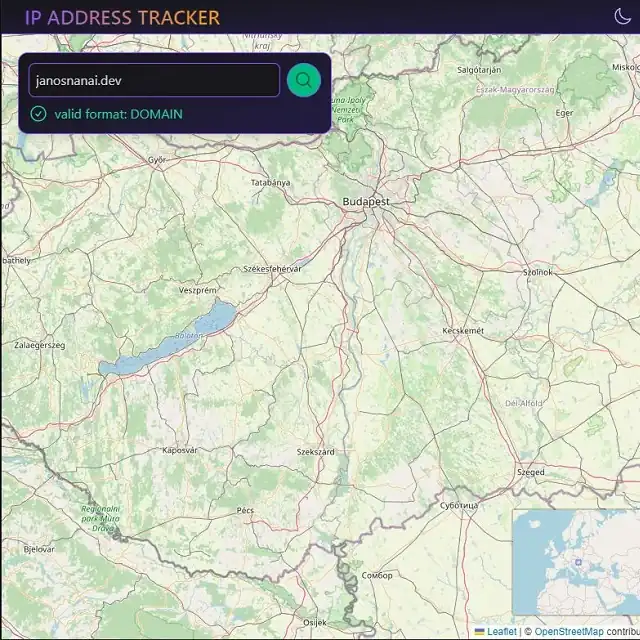 IP ADDRESS TRACKER
Nitriansky
kraj
janosnanai.dev
valid format: DOMAIN
Salgótarján
Miskolc
Észak-Magyarország
Eger
Duna-Ipoly
Nemzeti
Park
Győr
Tatabánya
Budapest
bathely
Székesfehérvár
Szolnok
Veszprém
Balaton
Kecskemét
Zalaegerszeg
Dél-Alföld
Kaposvár
Szekszárd
Szeged
Regionalni
park Mura
- Drava
Pécs
Суботица
Bjelovar
Сомбор
Osijek
Leaflet | © OpenStreetMap contribu